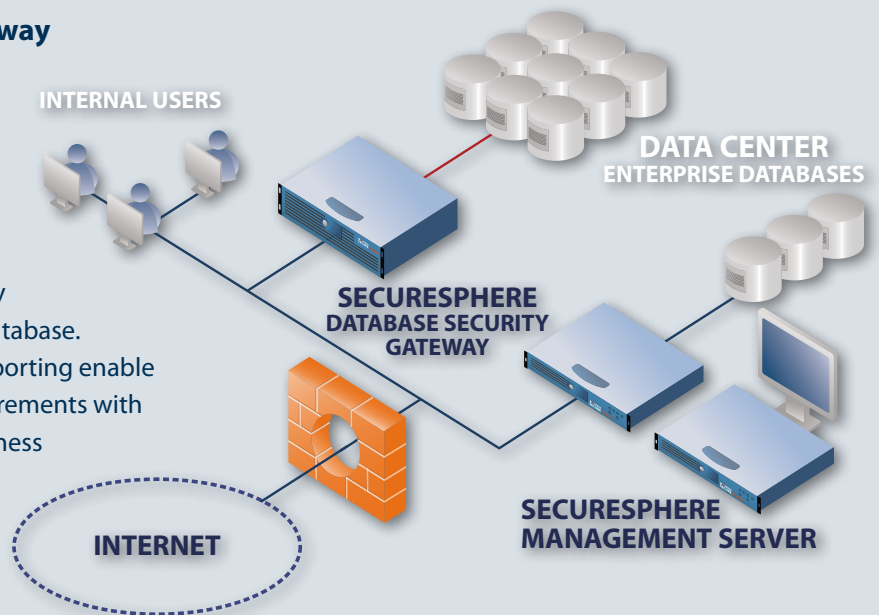 way
INTERNAL USERS
DATA CENTER
ENTERPRISE DATABASES
tabase.
porting enable
rements with
ness
SECURESPHERE
DATABASE SECURITY
GATEWAY
SECURESPHERE
MANAGEMENT SERVER
INTERNET